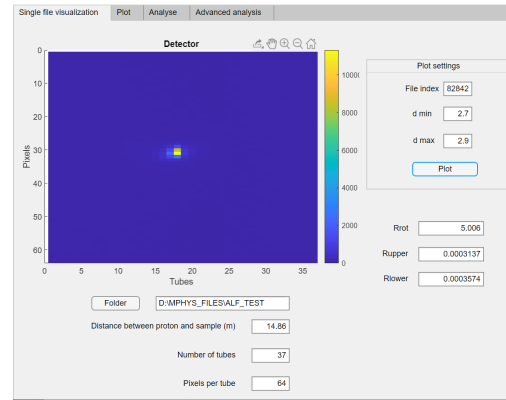 Single file visualization Plot Analyse Advanced analysis
Detector
Pixels
0
10
20
30
40
50
60
0 5 10 15 20 25 30 35
Tubes
10000
8000
6000
4000
2000
0
Plot settings
File index 82842
d min 2.7
d max 2.9
Plot
Rrot 5.006
Rupper 0.0003137
Rlower 0.0003574
Folder D:\MPHYS_FILES\ALF_TEST
Distance between proton and sample (m) 14.86
Number of tubes 37
Pixels per tube 64